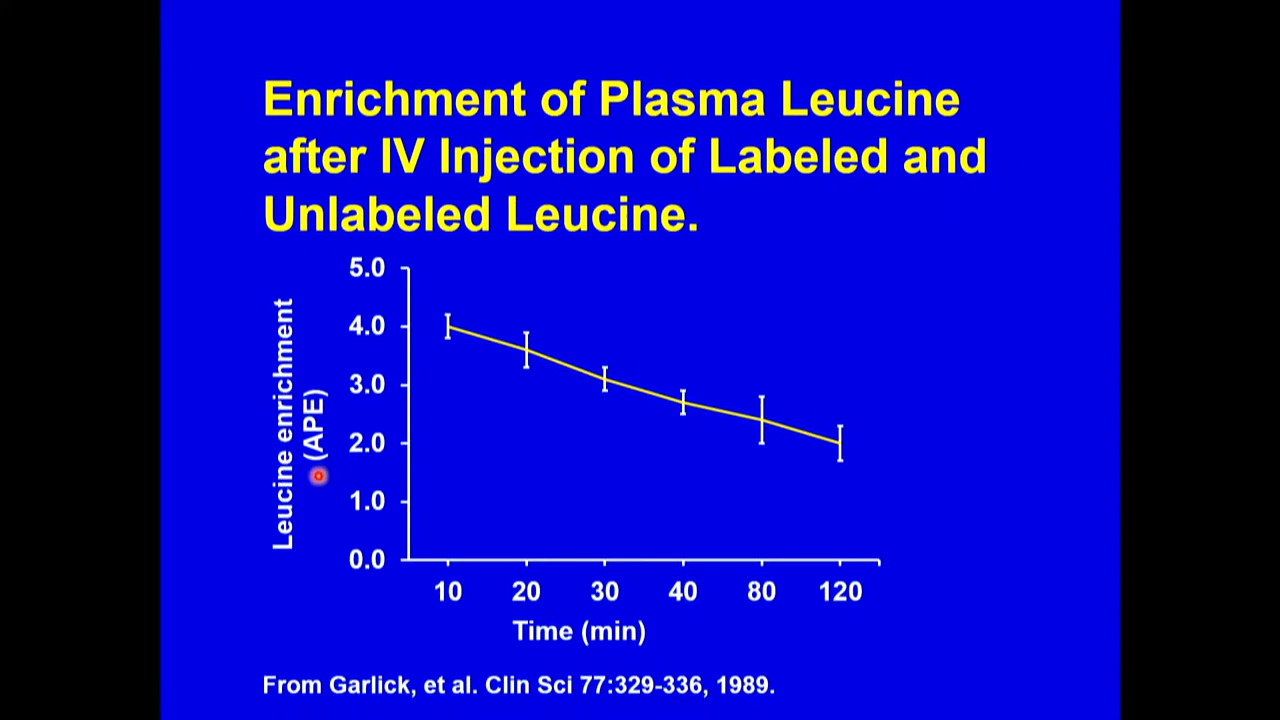 Enrichment of Plasma Leucine
after IV Injection of Labeled and
Unlabeled Leucine.
5.0
4.0
3.0
2.0
1.0
0.0
Leucine enrichment
(APE)
10 20 30 40 80 120
Time (min)
From Garlick, et al. Clin Sci 77:329-336, 1989.